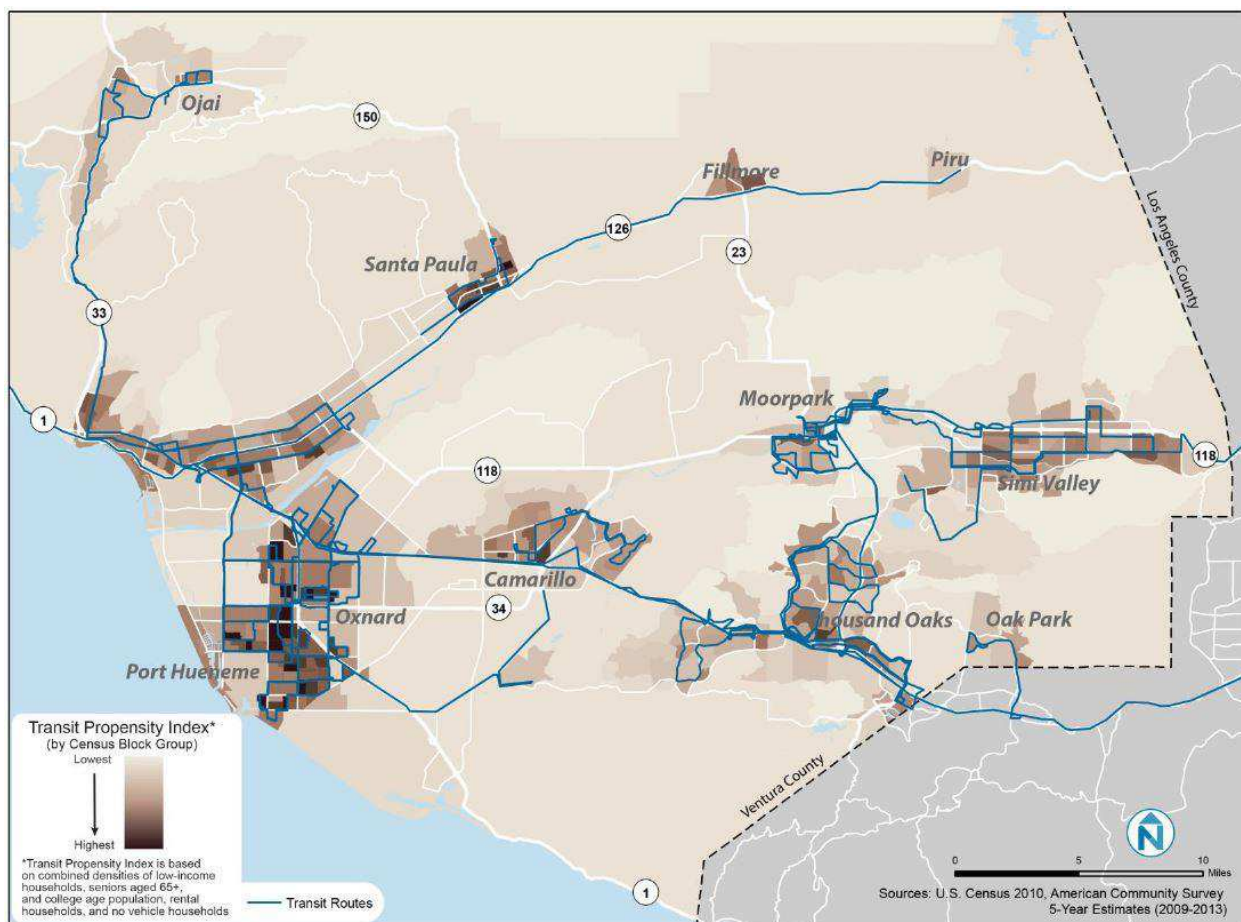 Ojai
150
Fillmore
Piru
126
Los Angeles County
23
Santa Paula
33
1
Moorpark
118
118
Simi Valley
Camarillo
34
Oxnard
Thousand Oaks
Oak Park
Port Hueneme
Transit Propensity Index*
(by Census Block Group)
Lowest
Highest
*Transit Propensity Index is based
on combined densities of low-income
households, seniors aged 65+,
and college age population, rental
households, and no vehicle households
Transit Routes
Ventura County
1
N
0 5 10
Miles
Sources: U.S. Census 2010, American Community Survey
5-Year Estimates (2009-2013)